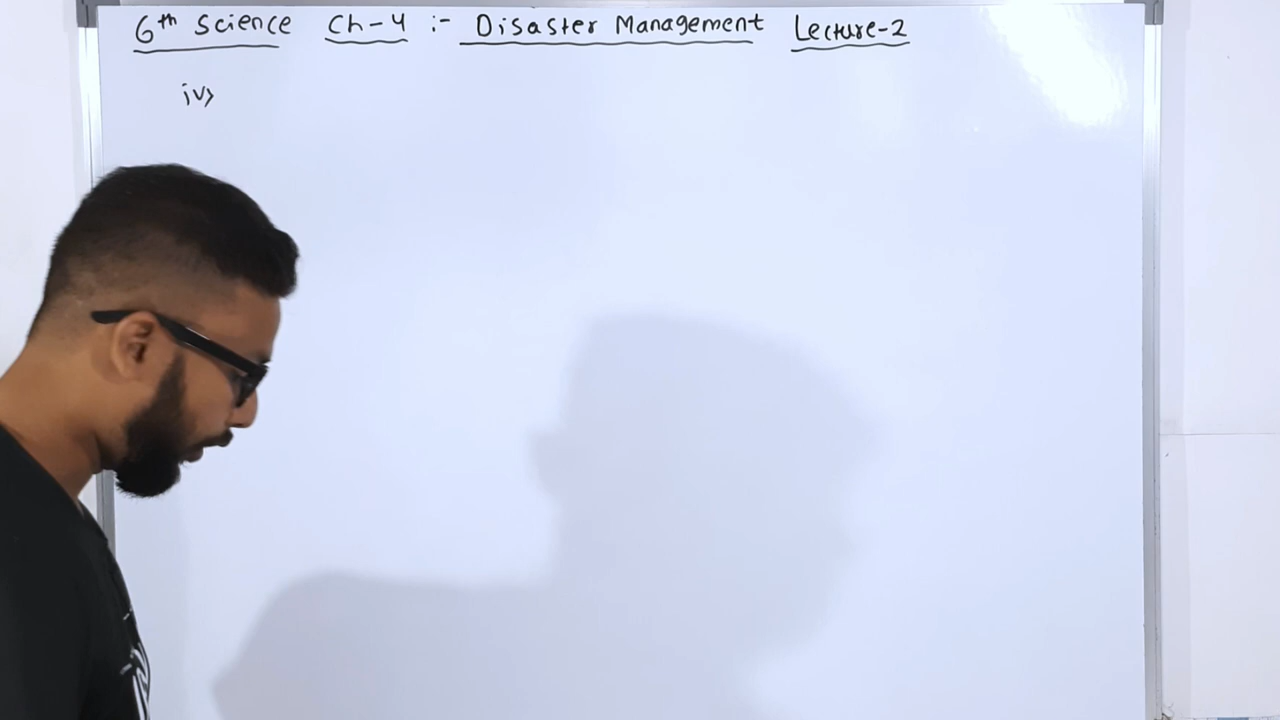 6th Science Ch-4 :- Disaster Management Lecture-2
iv>